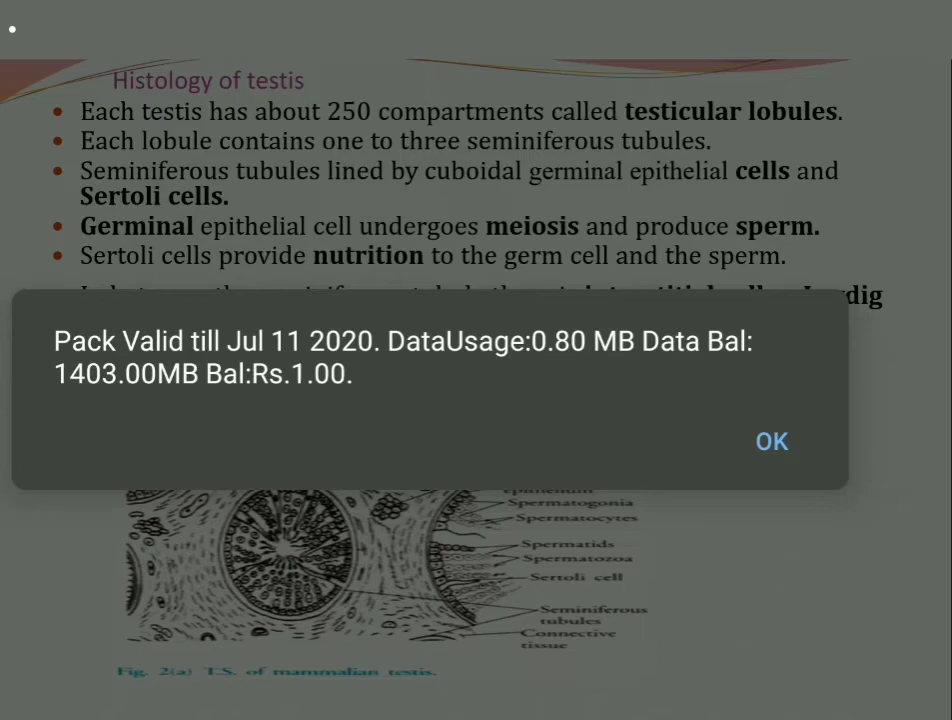 Histology of testis
• Each testis has about 250 compartments called testicular lobules.
• Each lobule contains one to three seminiferous tubules.
• Seminiferous tubules lined by cuboidal germinal epithelial cells and
Sertoli cells.
• Germinal epithelial cell undergoes meiosis and produce sperm.
• Sertoli cells provide nutrition to the germ cell and the sperm.
Pack Valid till Jul 11 2020. DataUsage:0.80 MB Data Bal:
1403.00MB Bal:Rs.1.00.
OK
Spermatogonia
Spermatocytes
Spermatids
Spermatozoa
Sertoli cell
Seminiferous
tubules
Connective
tissue
Fig. 2(a) T.S. of mammalian testis.